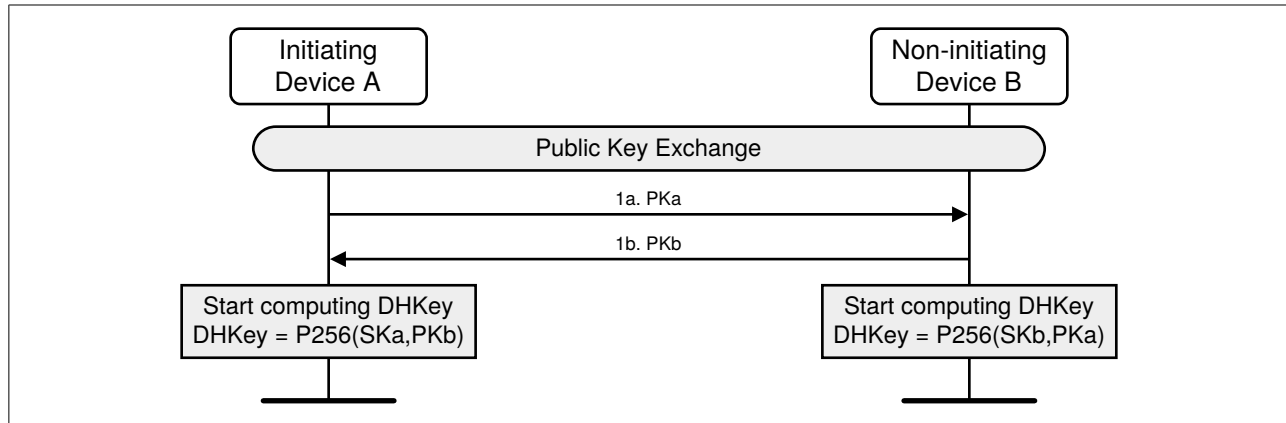 Initiating
Device A
Non-initiating
Device B
Public Key Exchange
1a. PKa
1b. PKb
Start computing DHKey
DHKey = P256(SKa,PKb)
Start computing DHKey
DHKey = P256(SKb,PKa)